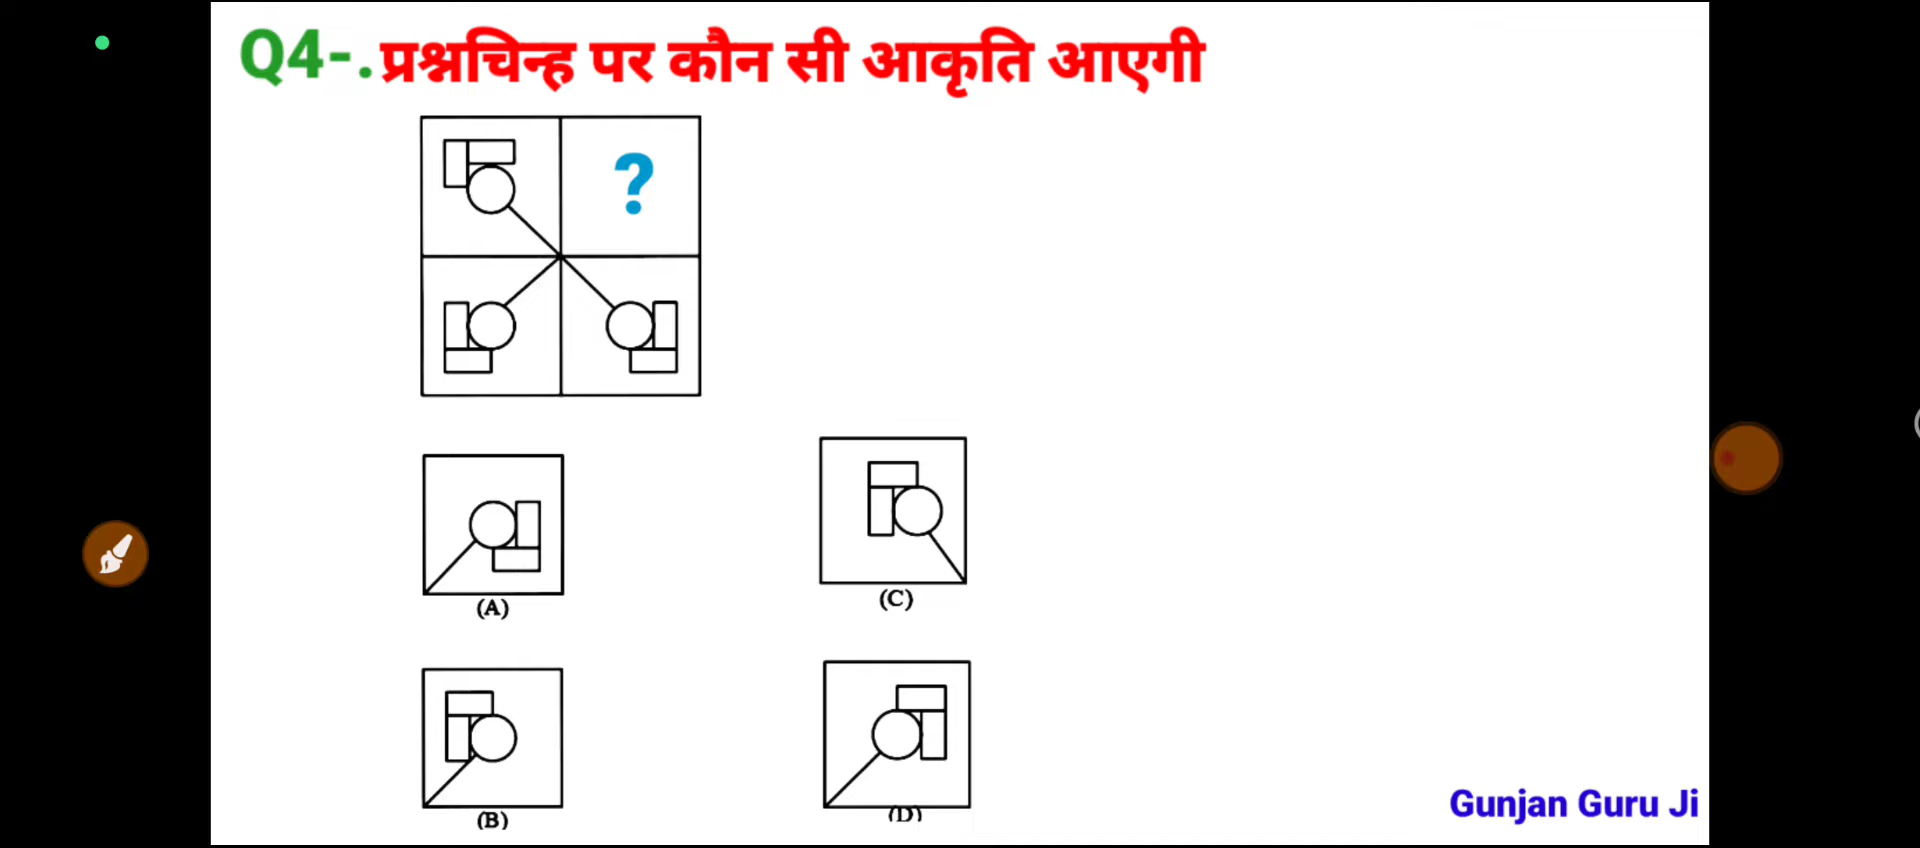 Q4-.प्रश्नचिन्ह पर कौन सी आकृति आएगी
?
(A)
(C)
(B)
(D)
Gunjan Guru Ji